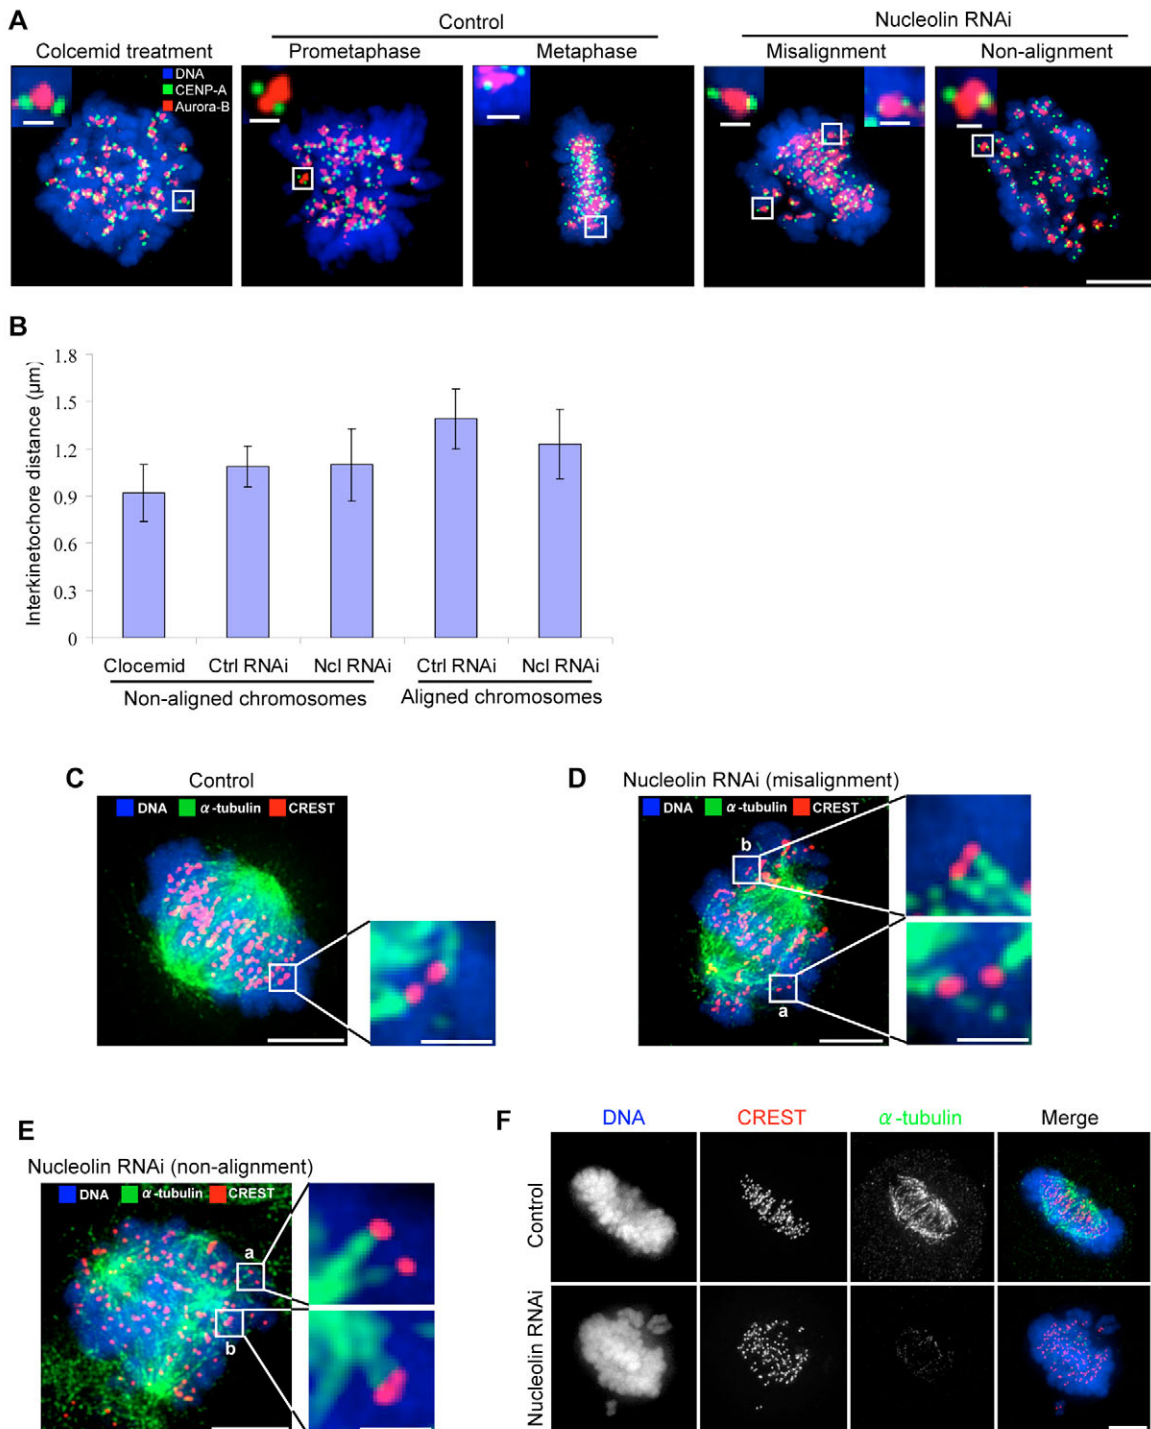 A
Control
Nucleolin RNAi
Colcemid treatment
Prometaphase
Metaphase
Misalignment
Non-alignment
DNA
CENP-A
Aurora-B
B
Interkinetochore distance (µm)
1.8
1.5
1.2
0.9
0.6
0.3
0
Clocemid
Ctrl RNAi
Ncl RNAi
Ctrl RNAi
Ncl RNAi
Non-aligned chromosomes
Aligned chromosomes
C
Control
DNA
α-tubulin
CREST
D
Nucleolin RNAi (misalignment)
DNA
α-tubulin
CREST
b
a
E
Nucleolin RNAi (non-alignment)
DNA
α-tubulin
CREST
a
b
F
DNA
CREST
α-tubulin
Merge
Control
Nucleolin RNAi